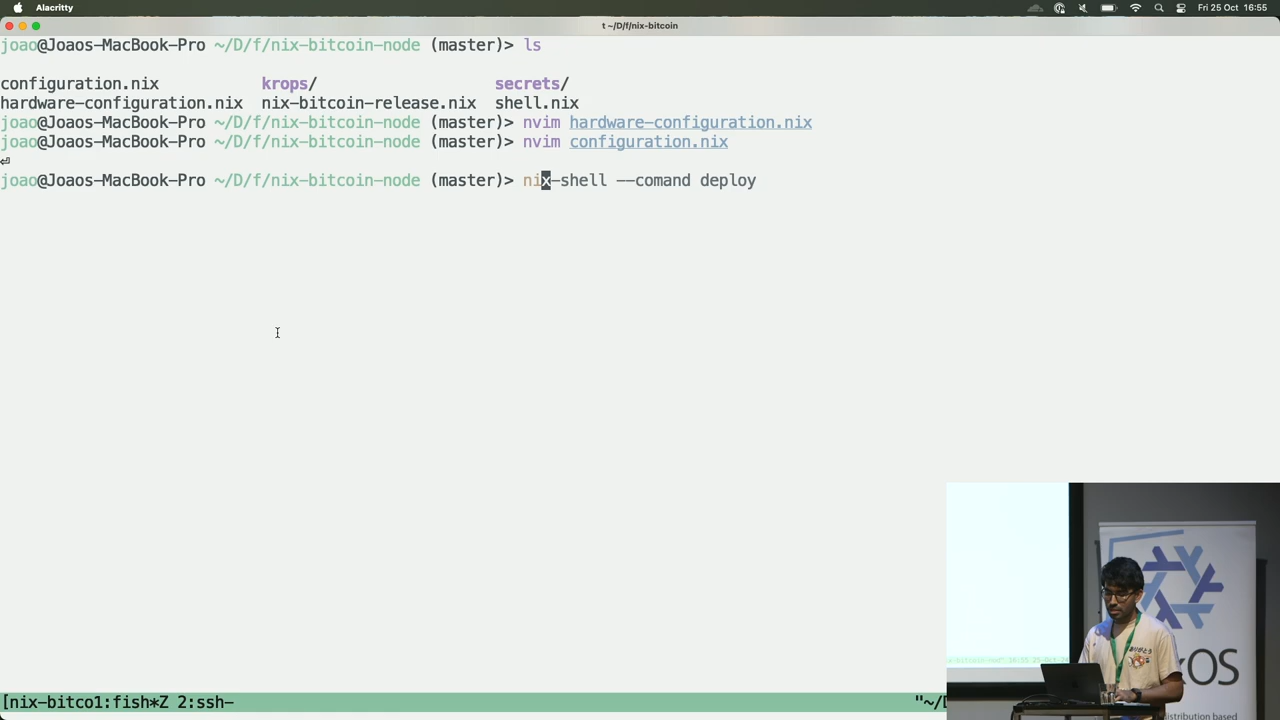 Alacritty
Fri 25 Oct 16:55
t ~/D/f/nix-bitcoin
joao@Joaos-MacBook-Pro ~/D/f/nix-bitcoin-node (master)> ls
configuration.nix krops/ secrets/
hardware-configuration.nix nix-bitcoin-release.nix shell.nix
joao@Joaos-MacBook-Pro ~/D/f/nix-bitcoin-node (master)> nvim hardware-configuration.nix
joao@Joaos-MacBook-Pro ~/D/f/nix-bitcoin-node (master)> nvim configuration.nix
⏎
joao@Joaos-MacBook-Pro ~/D/f/nix-bitcoin-node (master)> nix-shell --comand deploy
[nix-bitco1:fish*Z 2:ssh- "~/D
OS
distribution based